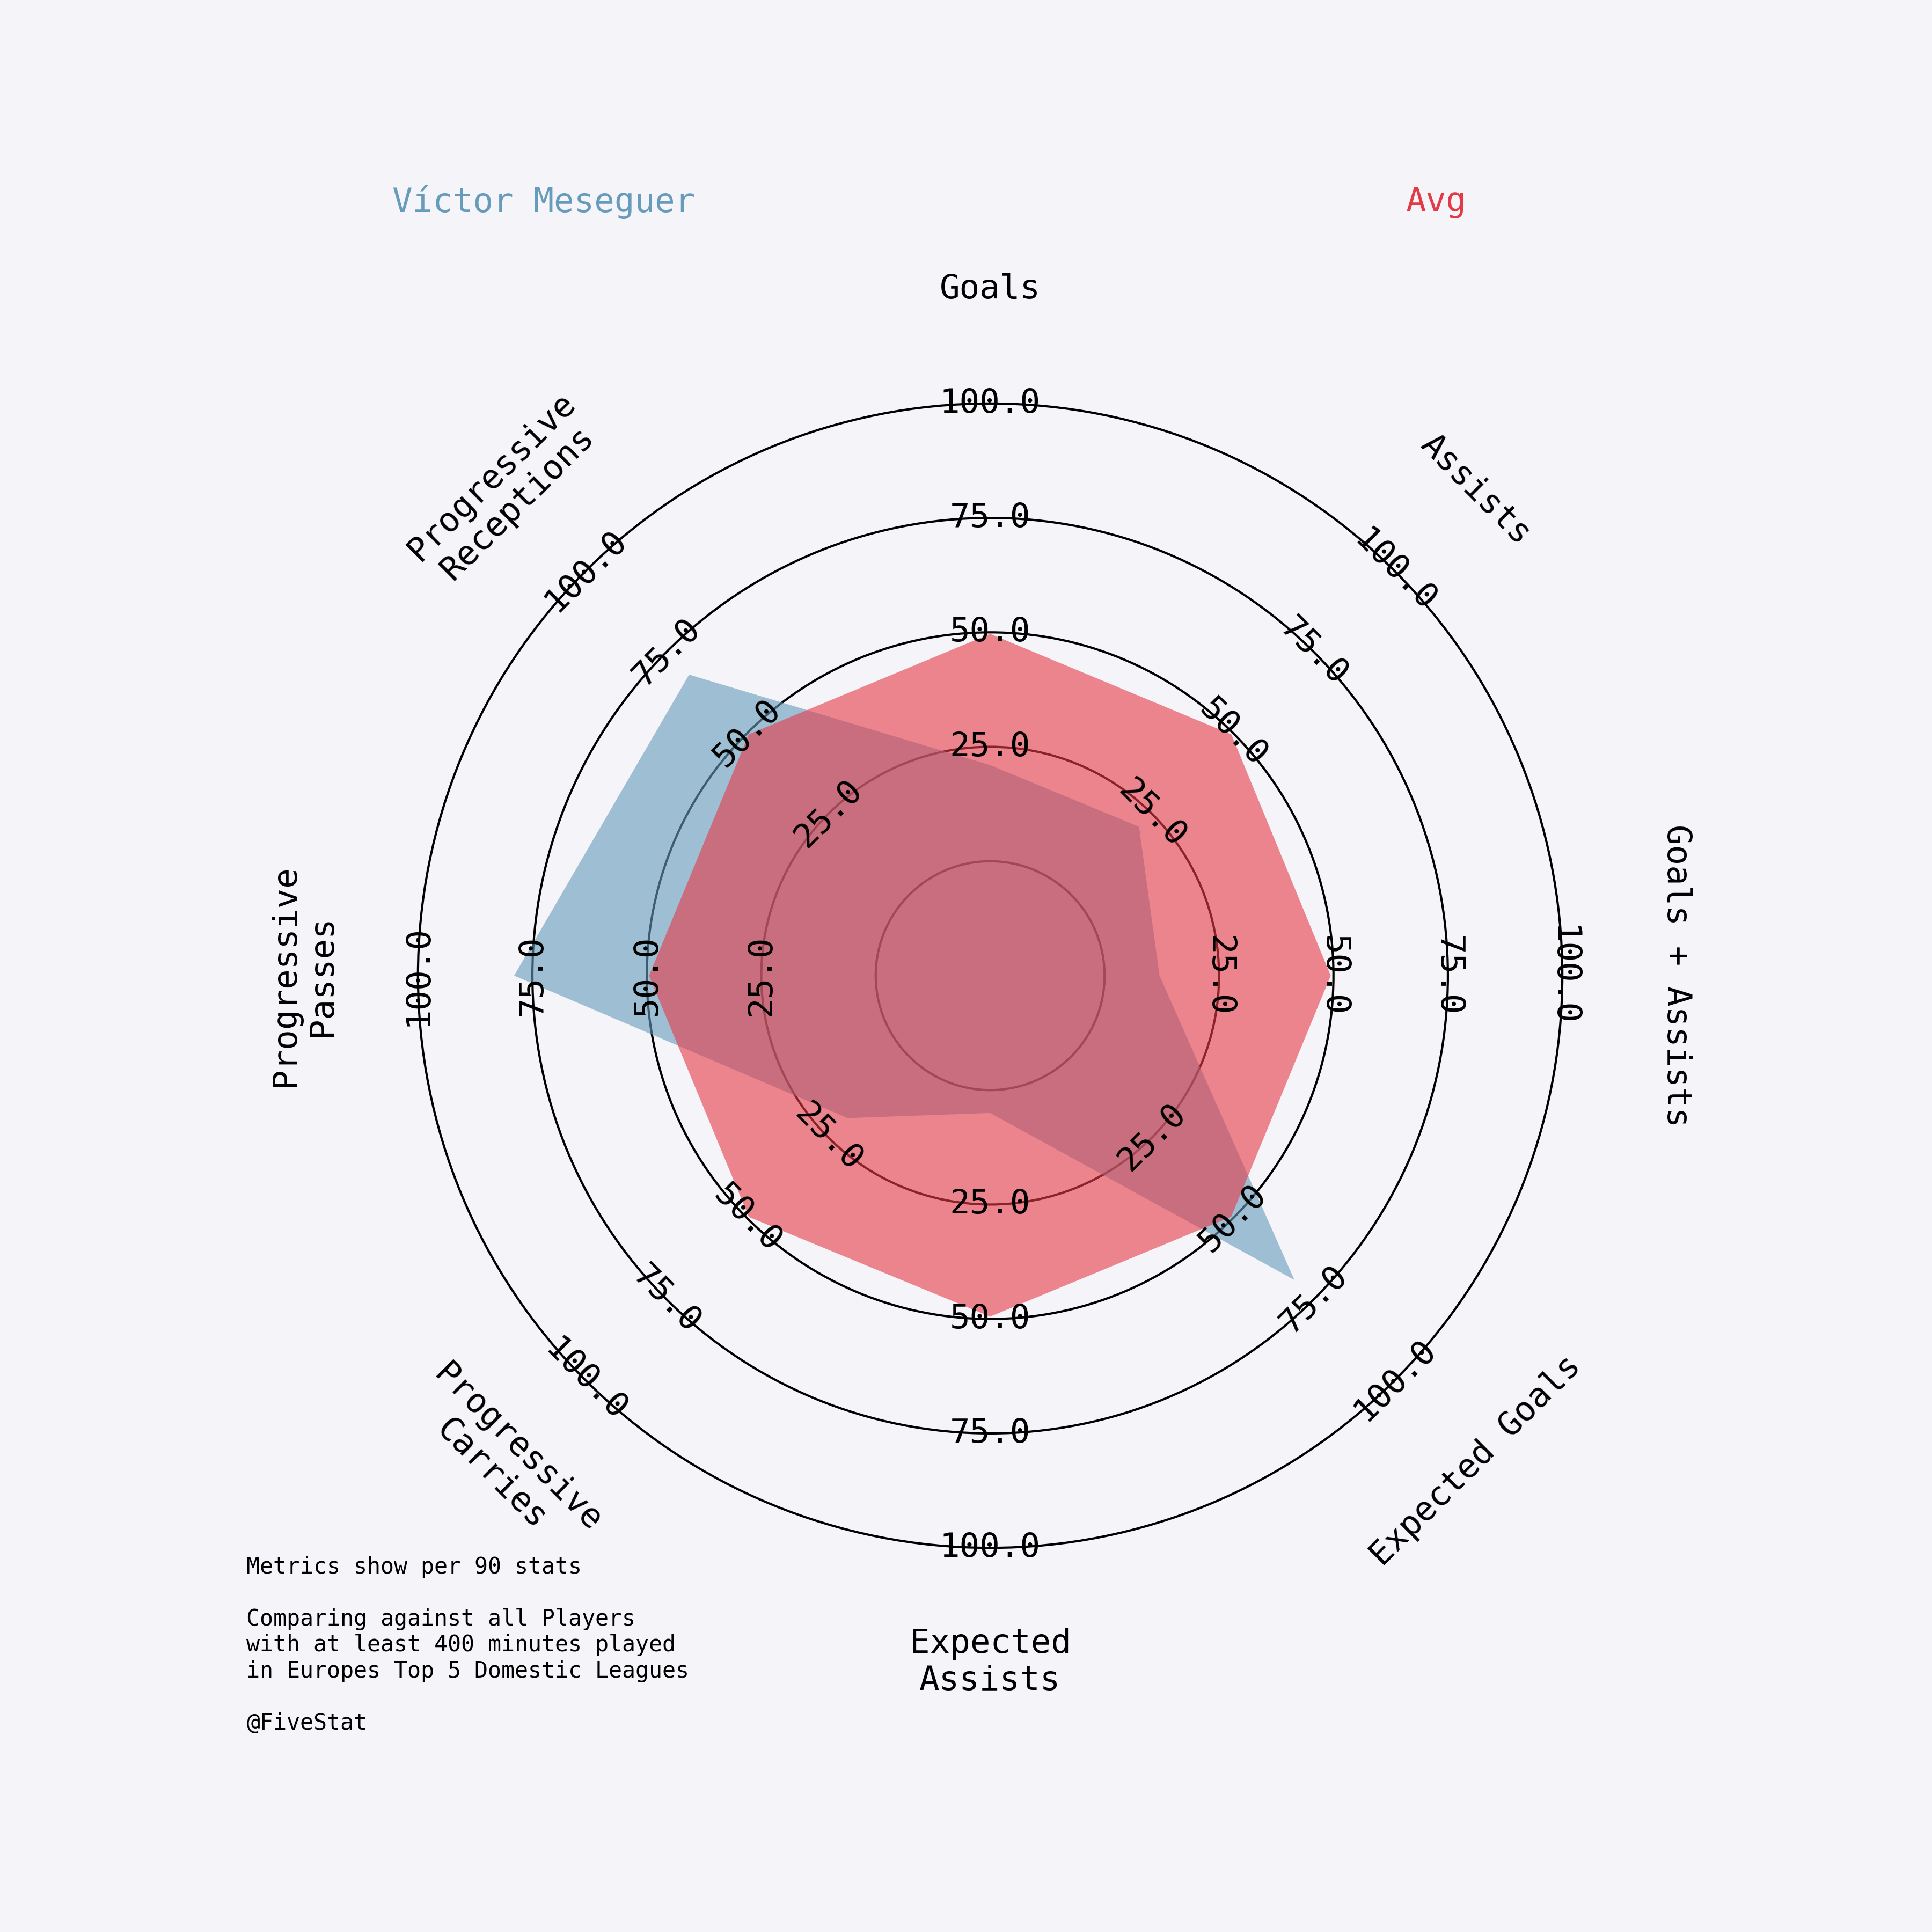 Víctor Meseguer
Avg
Goals
Assists
Goals + Assists
Expected Goals
Expected
Assists
Progressive
Carries
Progressive
Passes
Progressive
Receptions
25.0
50.0
75.0
100.0
25.0
50.0
75.0
100.0
25.0
50.0
75.0
100.0
25.0
50.0
75.0
100.0
25.0
50.0
75.0
100.0
25.0
50.0
75.0
100.0
25.0
50.0
75.0
100.0
25.0
50.0
75.0
100.0
Metrics show per 90 stats
Comparing against all Players
with at least 400 minutes played
in Europes Top 5 Domestic Leagues
@FiveStat